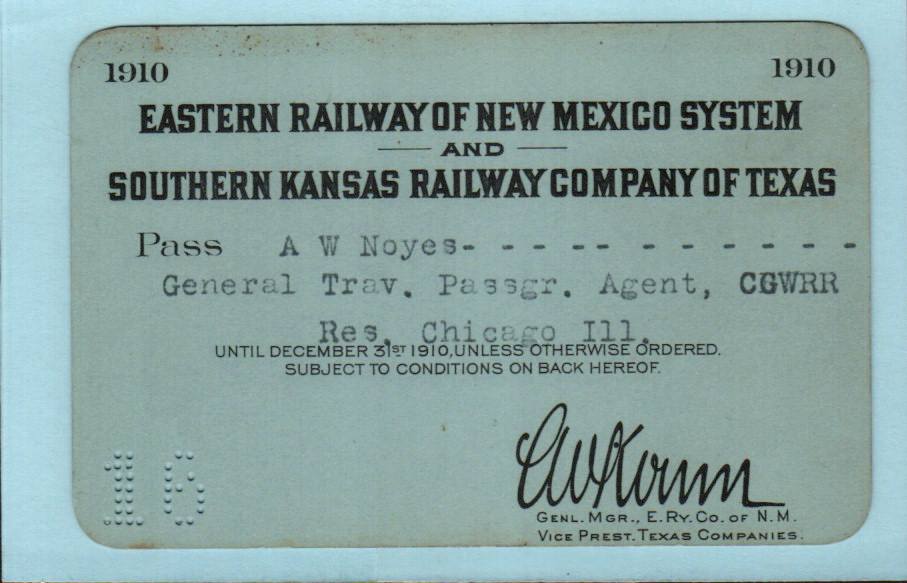 1910 1910
EASTERN RAILWAY OF NEW MEXICO SYSTEM
AND
SOUTHERN KANSAS RAILWAY COMPANY OF TEXAS
Pass A W Noyes- - - - -- - - - - - - -
General Trav. Passgr. Agent, CGWRR
Res. Chicago Ill.
UNTIL DECEMBER 31ST 1910, UNLESS OTHERWISE ORDERED.
SUBJECT TO CONDITIONS ON BACK HEREOF.
16
GENL. MGR., E. RY. CO. OF N. M.
VICE PREST. TEXAS COMPANIES.